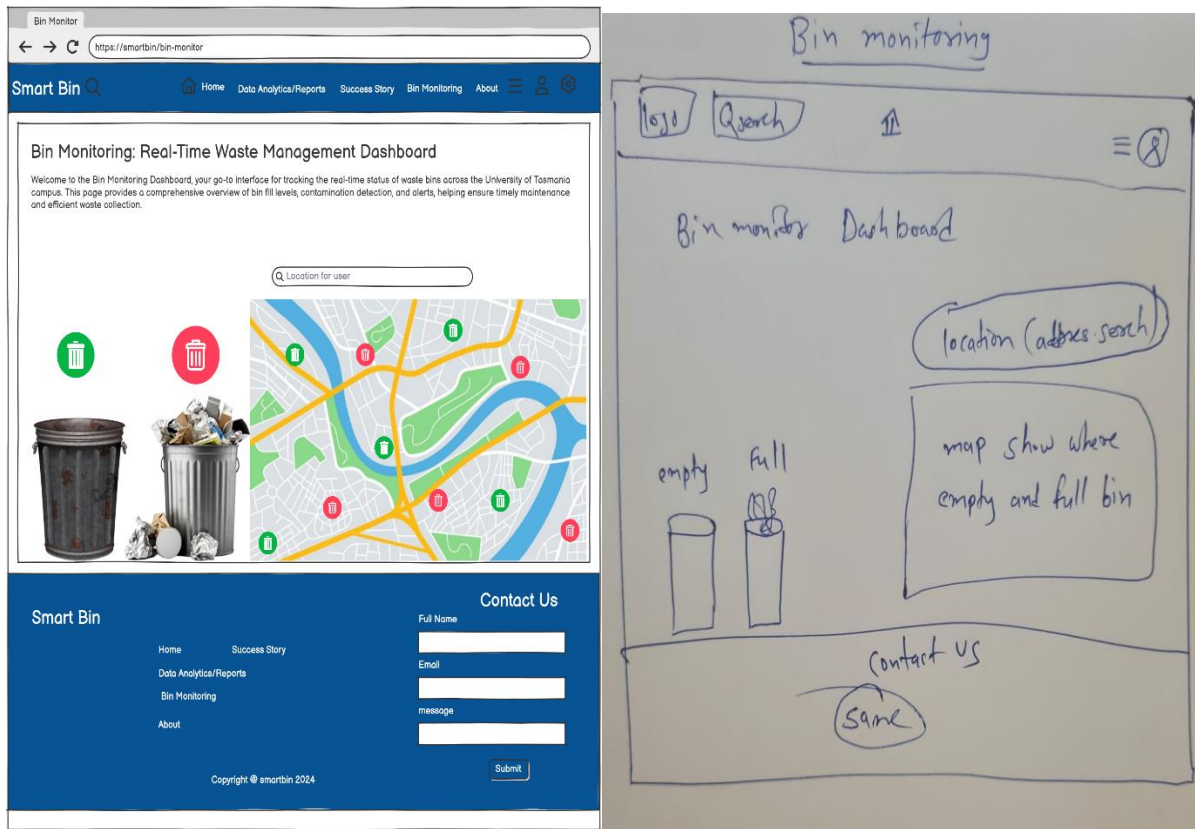 Bin Monitor
https://smartbin/bin-monitor
Smart Bin
Home
Data Analytics/Reports
Success Story
Bin Monitoring
About
Bin Monitoring: Real-Time Waste Management Dashboard
Welcome to the Bin Monitoring Dashboard, your go-to interface for tracking the real-time status of waste bins across the University of Tasmania
campus. This page provides a comprehensive overview of bin fill levels, contamination detection, and alerts, helping ensure timely maintenance
and efficient waste collection.
Location for user
Smart Bin
Home
Success Story
Data Analytics/Reports
Bin Monitoring
About
Copyright @ smartbin 2024
Contact Us
Full Name
Email
message
Submit
Bin monitoring
logo
Search
Bin monitor Dashboard
location (addres search)
map show where
empty and full bin
empty
Full
Contact US
same